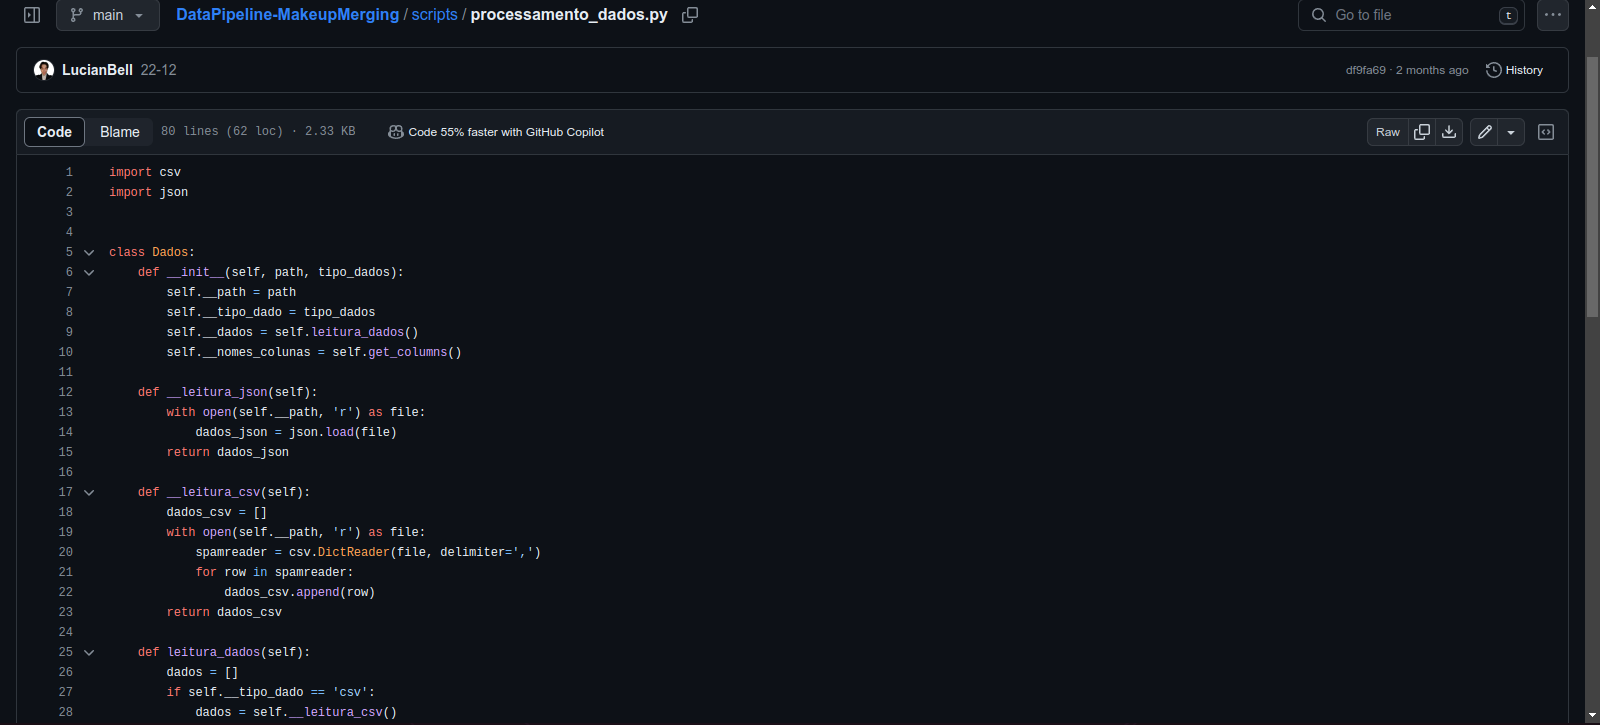 main DataPipeline-MakeupMerging / scripts / processamento_dados.py Go to file t
LucianBell 22-12 df9fa69 · 2 months ago History
Code Blame 80 lines (62 loc) · 2.33 KB Code 55% faster with GitHub Copilot Raw
1 import csv
2 import json
3
4
5 class Dados:
6     def __init__(self, path, tipo_dados):
7         self.__path = path
8         self.__tipo_dado = tipo_dados
9         self.__dados = self.leitura_dados()
10         self.__nomes_colunas = self.get_columns()
11
12     def __leitura_json(self):
13         with open(self.__path, 'r') as file:
14             dados_json = json.load(file)
15         return dados_json
16
17     def __leitura_csv(self):
18         dados_csv = []
19         with open(self.__path, 'r') as file:
20             spamreader = csv.DictReader(file, delimiter=',')
21             for row in spamreader:
22                 dados_csv.append(row)
23         return dados_csv
24
25     def leitura_dados(self):
26         dados = []
27         if self.__tipo_dado == 'csv':
28             dados = self.__leitura_csv()